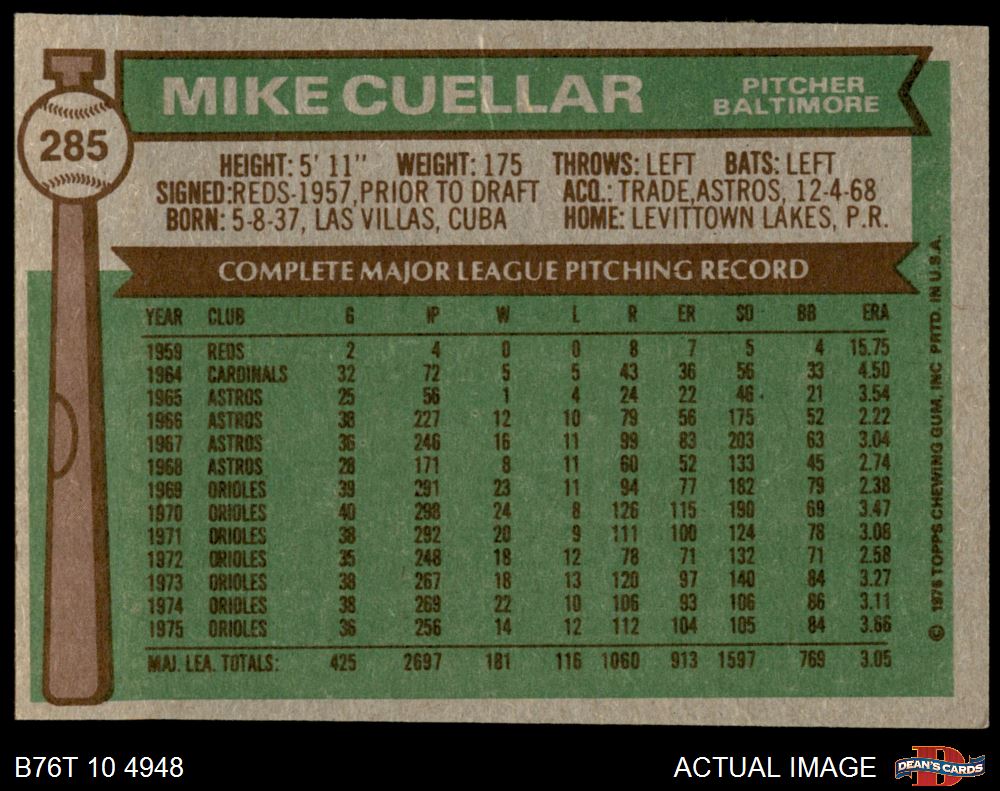 MIKE CUELLAR
PITCHER
BALTIMORE
285
HEIGHT: 5' 11" WEIGHT: 175 THROWS: LEFT BATS: LEFT
SIGNED:REDS-1957,PRIOR TO DRAFT ACQ.: TRADE,ASTROS, 12-4-68
BORN: 5-8-37, LAS VILLAS, CUBA HOME: LEVITTOWN LAKES, P.R.
COMPLETE MAJOR LEAGUE PITCHING RECORD
YEAR CLUB G IP W L R ER SO BB ERA
1959 REDS 2 4 0 0 8 7 5 4 15.75
1964 CARDINALS 32 72 5 5 43 36 56 33 4.50
1965 ASTROS 25 56 1 4 24 22 46 21 3.54
1966 ASTROS 38 227 12 10 79 56 175 52 2.22
1967 ASTROS 36 246 16 11 99 83 203 63 3.04
1968 ASTROS 28 171 8 11 60 52 133 45 2.74
1969 ORIOLES 39 291 23 11 94 77 182 79 2.38
1970 ORIOLES 40 298 24 8 126 115 190 69 3.47
1971 ORIOLES 38 292 20 9 111 100 124 78 3.08
1972 ORIOLES 35 248 18 12 78 71 132 71 2.58
1973 ORIOLES 38 267 18 13 120 97 140 84 3.27
1974 ORIOLES 38 269 22 10 106 93 106 86 3.11
1975 ORIOLES 36 256 14 12 112 104 105 84 3.66
MAJ. LEA. TOTALS: 425 2697 181 116 1060 913 1597 769 3.05
© 1976 TOPPS CHEWING GUM, INC PRTD. IN U.S.A.
B76T 10 4948
ACTUAL IMAGE
DEAN'S CARDS